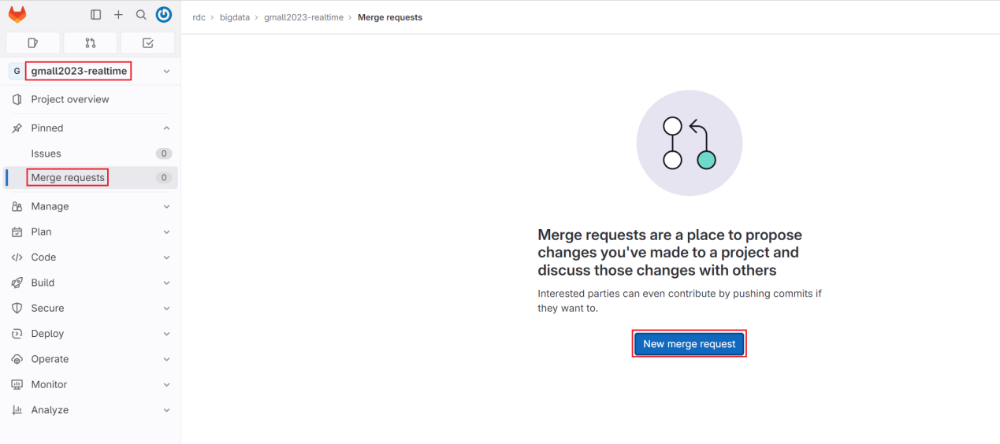 rdc › bigdata › gmall2023-realtime › Merge requests
G gmall2023-realtime
Project overview
Pinned
Issues 0
Merge requests 0
Manage
Plan
Code
Build
Secure
Deploy
Operate
Monitor
Analyze
Merge requests are a place to propose
changes you've made to a project and
discuss those changes with others
Interested parties can even contribute by pushing commits if
they want to.
New merge request